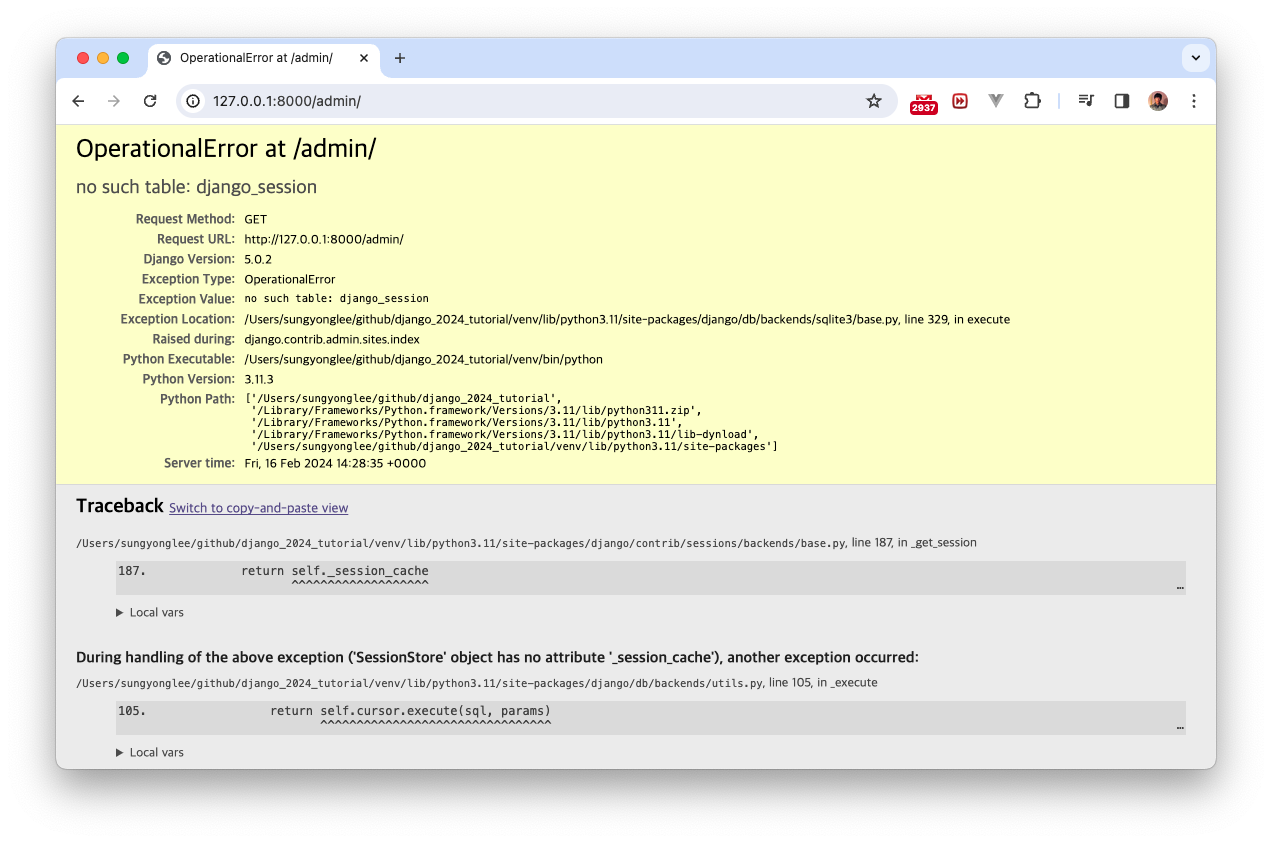 OperationalError at /admin/
127.0.0.1:8000/admin/
2937
OperationalError at /admin/
no such table: django_session
Request Method: GET
Request URL: http://127.0.0.1:8000/admin/
Django Version: 5.0.2
Exception Type: OperationalError
Exception Value: no such table: django_session
Exception Location: /Users/sungyonglee/github/django_2024_tutorial/venv/lib/python3.11/site-packages/django/db/backends/sqlite3/base.py, line 329, in execute
Raised during: django.contrib.admin.sites.index
Python Executable: /Users/sungyonglee/github/django_2024_tutorial/venv/bin/python
Python Version: 3.11.3
Python Path: ['/Users/sungyonglee/github/django_2024_tutorial',
'/Library/Frameworks/Python.framework/Versions/3.11/lib/python311.zip',
'/Library/Frameworks/Python.framework/Versions/3.11/lib/python3.11',
'/Library/Frameworks/Python.framework/Versions/3.11/lib/python3.11/lib-dynload',
'/Users/sungyonglee/github/django_2024_tutorial/venv/lib/python3.11/site-packages']
Server time: Fri, 16 Feb 2024 14:28:35 +0000
Traceback Switch to copy-and-paste view
/Users/sungyonglee/github/django_2024_tutorial/venv/lib/python3.11/site-packages/django/contrib/sessions/backends/base.py, line 187, in _get_session
187. return self._session_cache
^^^^^^^^^^^^^^^^^^^
…
▶ Local vars
During handling of the above exception ('SessionStore' object has no attribute '_session_cache'), another exception occurred:
/Users/sungyonglee/github/django_2024_tutorial/venv/lib/python3.11/site-packages/django/db/backends/utils.py, line 105, in _execute
105. return self.cursor.execute(sql, params)
^^^^^^^^^^^^^^^^^^^^^^^^^^^^^^^^
…
▶ Local vars